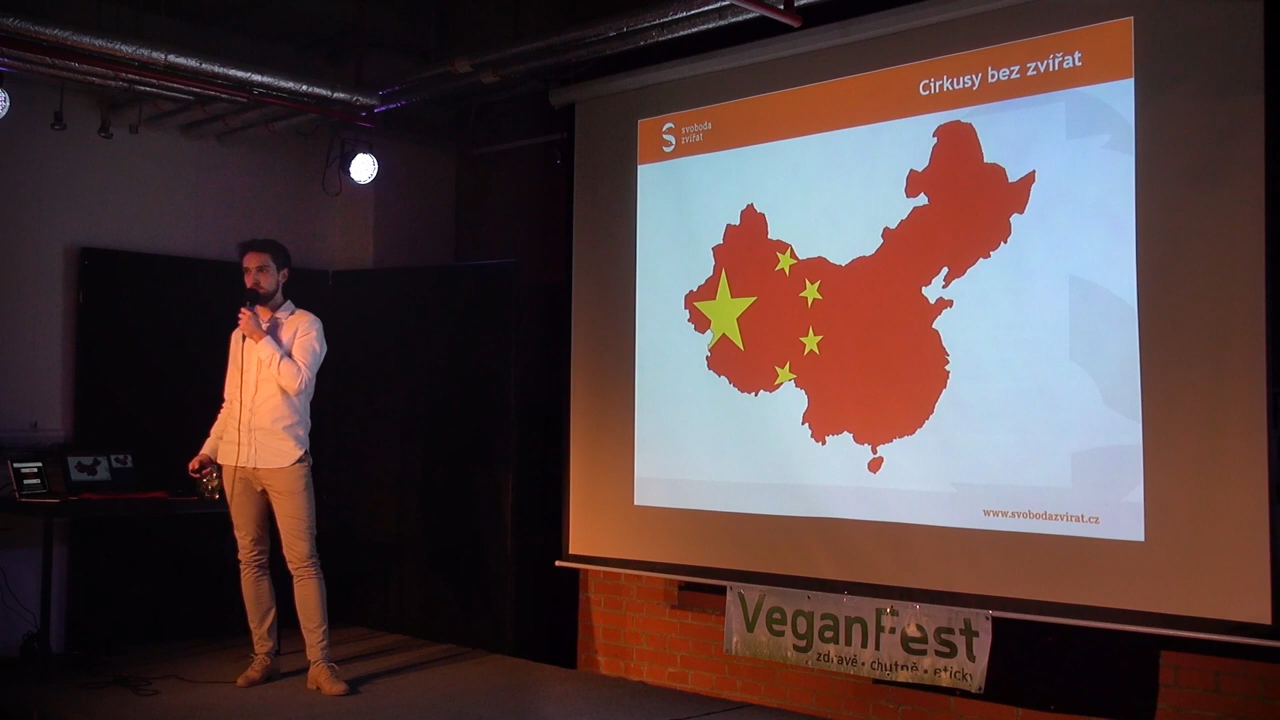 Cirkusy bez zvířat
svoboda
zvířat
www.svobodazvirat.cz
VeganFest
zdravě • chutně • eticky